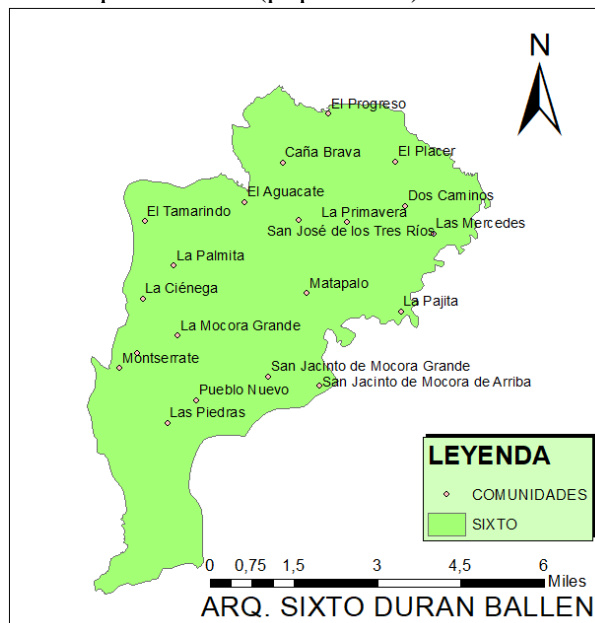 N
El Progreso
Caña Brava
El Placer
El Aguacate
Dos Caminos
El Tamarindo
La Primavera
San José de los Tres Ríos
Las Mercedes
La Palmita
Matapalo
La Ciénega
La Pajita
La Mocora Grande
Montserrate
San Jacinto de Mocora Grande
San Jacinto de Mocora de Arriba
Pueblo Nuevo
Las Piedras
LEYENDA
COMUNIDADES
SIXTO
0 0,75 1,5 3 4,5 6
Miles
ARQ. SIXTO DURAN BALLEN